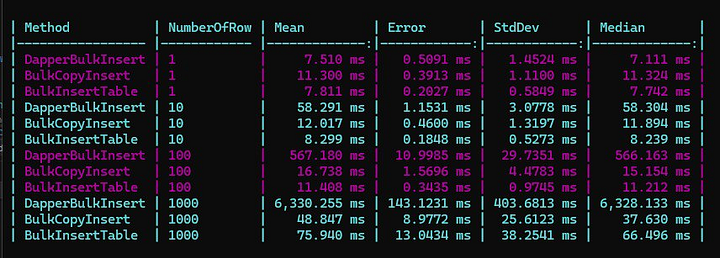 | Method | NumberOfRow | Mean | Error | StdDev | Median |
|---------------- |------------ |-------------:|------------:|------------:|-------------:|
| DapperBulkInsert | 1 | 7.510 ms | 0.5091 ms | 1.4524 ms | 7.111 ms |
| BulkCopyInsert | 1 | 11.300 ms | 0.3913 ms | 1.1100 ms | 11.324 ms |
| BulkInsertTable | 1 | 7.811 ms | 0.2027 ms | 0.5849 ms | 7.742 ms |
| DapperBulkInsert | 10 | 58.291 ms | 1.1531 ms | 3.0778 ms | 58.304 ms |
| BulkCopyInsert | 10 | 12.017 ms | 0.4600 ms | 1.3197 ms | 11.894 ms |
| BulkInsertTable | 10 | 8.299 ms | 0.1848 ms | 0.5273 ms | 8.239 ms |
| DapperBulkInsert | 100 | 567.180 ms | 10.9985 ms | 29.7351 ms | 566.163 ms |
| BulkCopyInsert | 100 | 16.738 ms | 1.5696 ms | 4.4783 ms | 15.154 ms |
| BulkInsertTable | 100 | 11.408 ms | 0.3435 ms | 0.9745 ms | 11.212 ms |
| DapperBulkInsert | 1000 | 6,330.255 ms | 143.1231 ms | 403.6813 ms | 6,328.133 ms |
| BulkCopyInsert | 1000 | 48.847 ms | 8.9772 ms | 25.6123 ms | 37.630 ms |
| BulkInsertTable | 1000 | 75.940 ms | 13.0434 ms | 38.2541 ms | 66.496 ms |